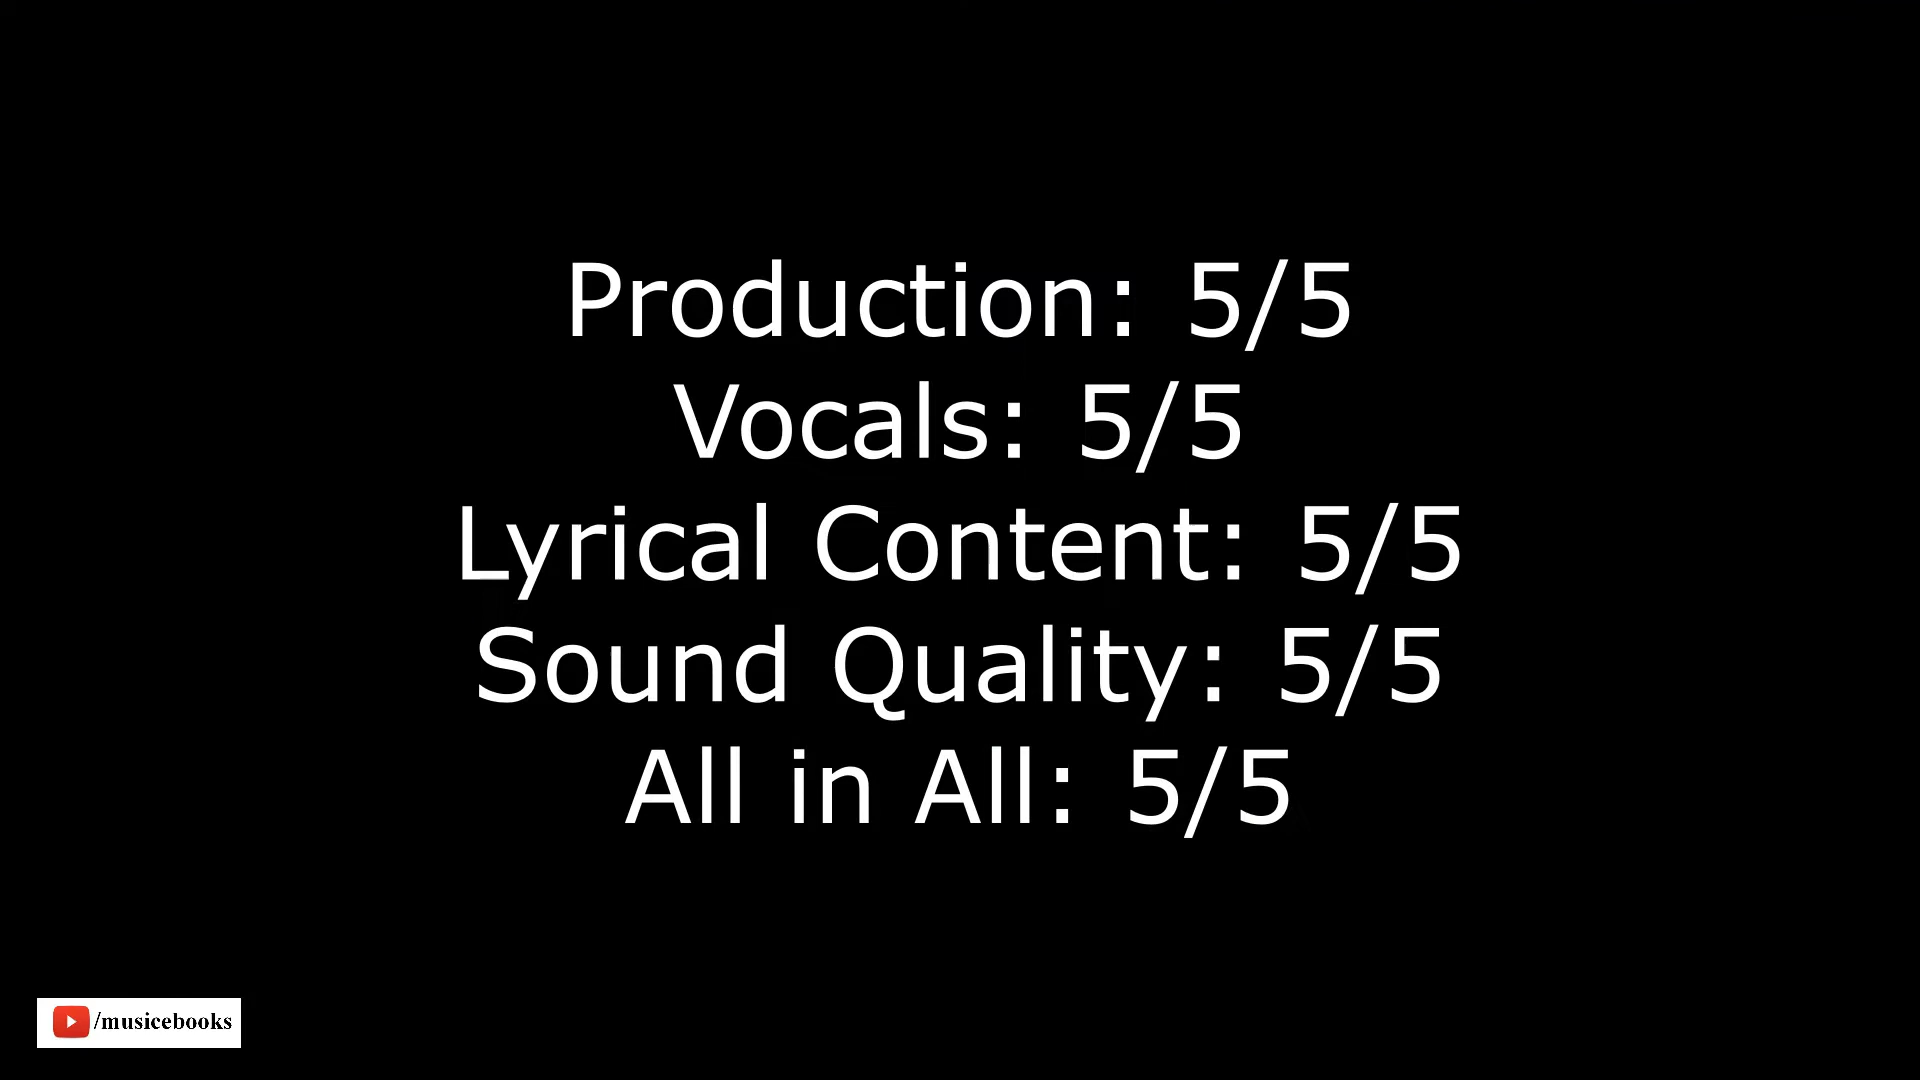 Production: 5/5
Vocals: 5/5
Lyrical Content: 5/5
Sound Quality: 5/5
All in All: 5/5
/musicebooks